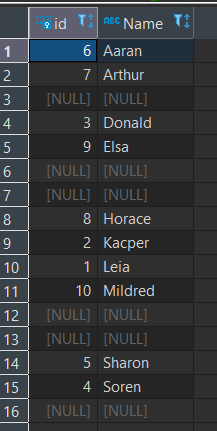 id ABC Name
1 6 Aaran
2 7 Arthur
3 [NULL] [NULL]
4 3 Donald
5 9 Elsa
6 [NULL] [NULL]
7 [NULL] [NULL]
8 8 Horace
9 2 Kacper
10 1 Leia
11 10 Mildred
12 [NULL] [NULL]
13 [NULL] [NULL]
14 5 Sharon
15 4 Soren
16 [NULL] [NULL]